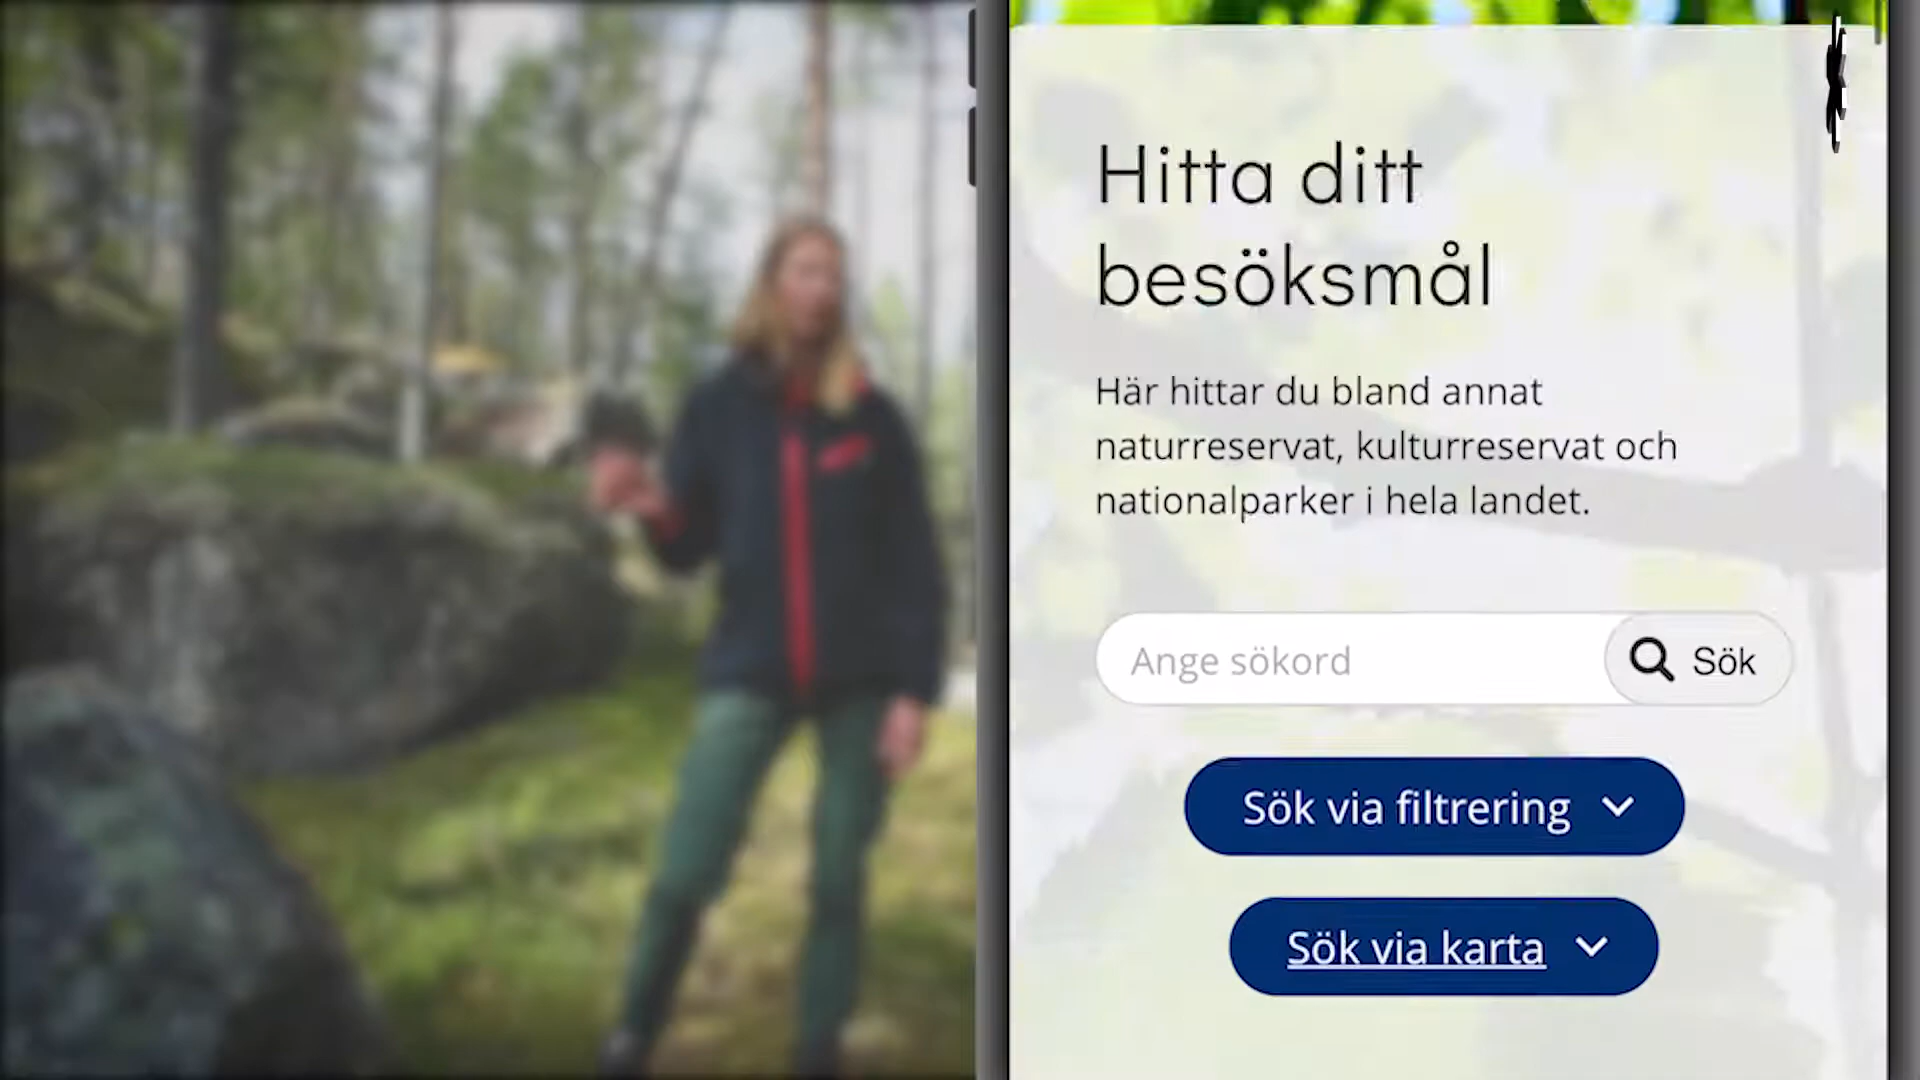 Hitta ditt
besöksmål
Här hittar du bland annat
naturreservat, kulturreservat och
nationalparker i hela landet.
Ange sökord
Sök
Sök via filtrering
Sök via karta